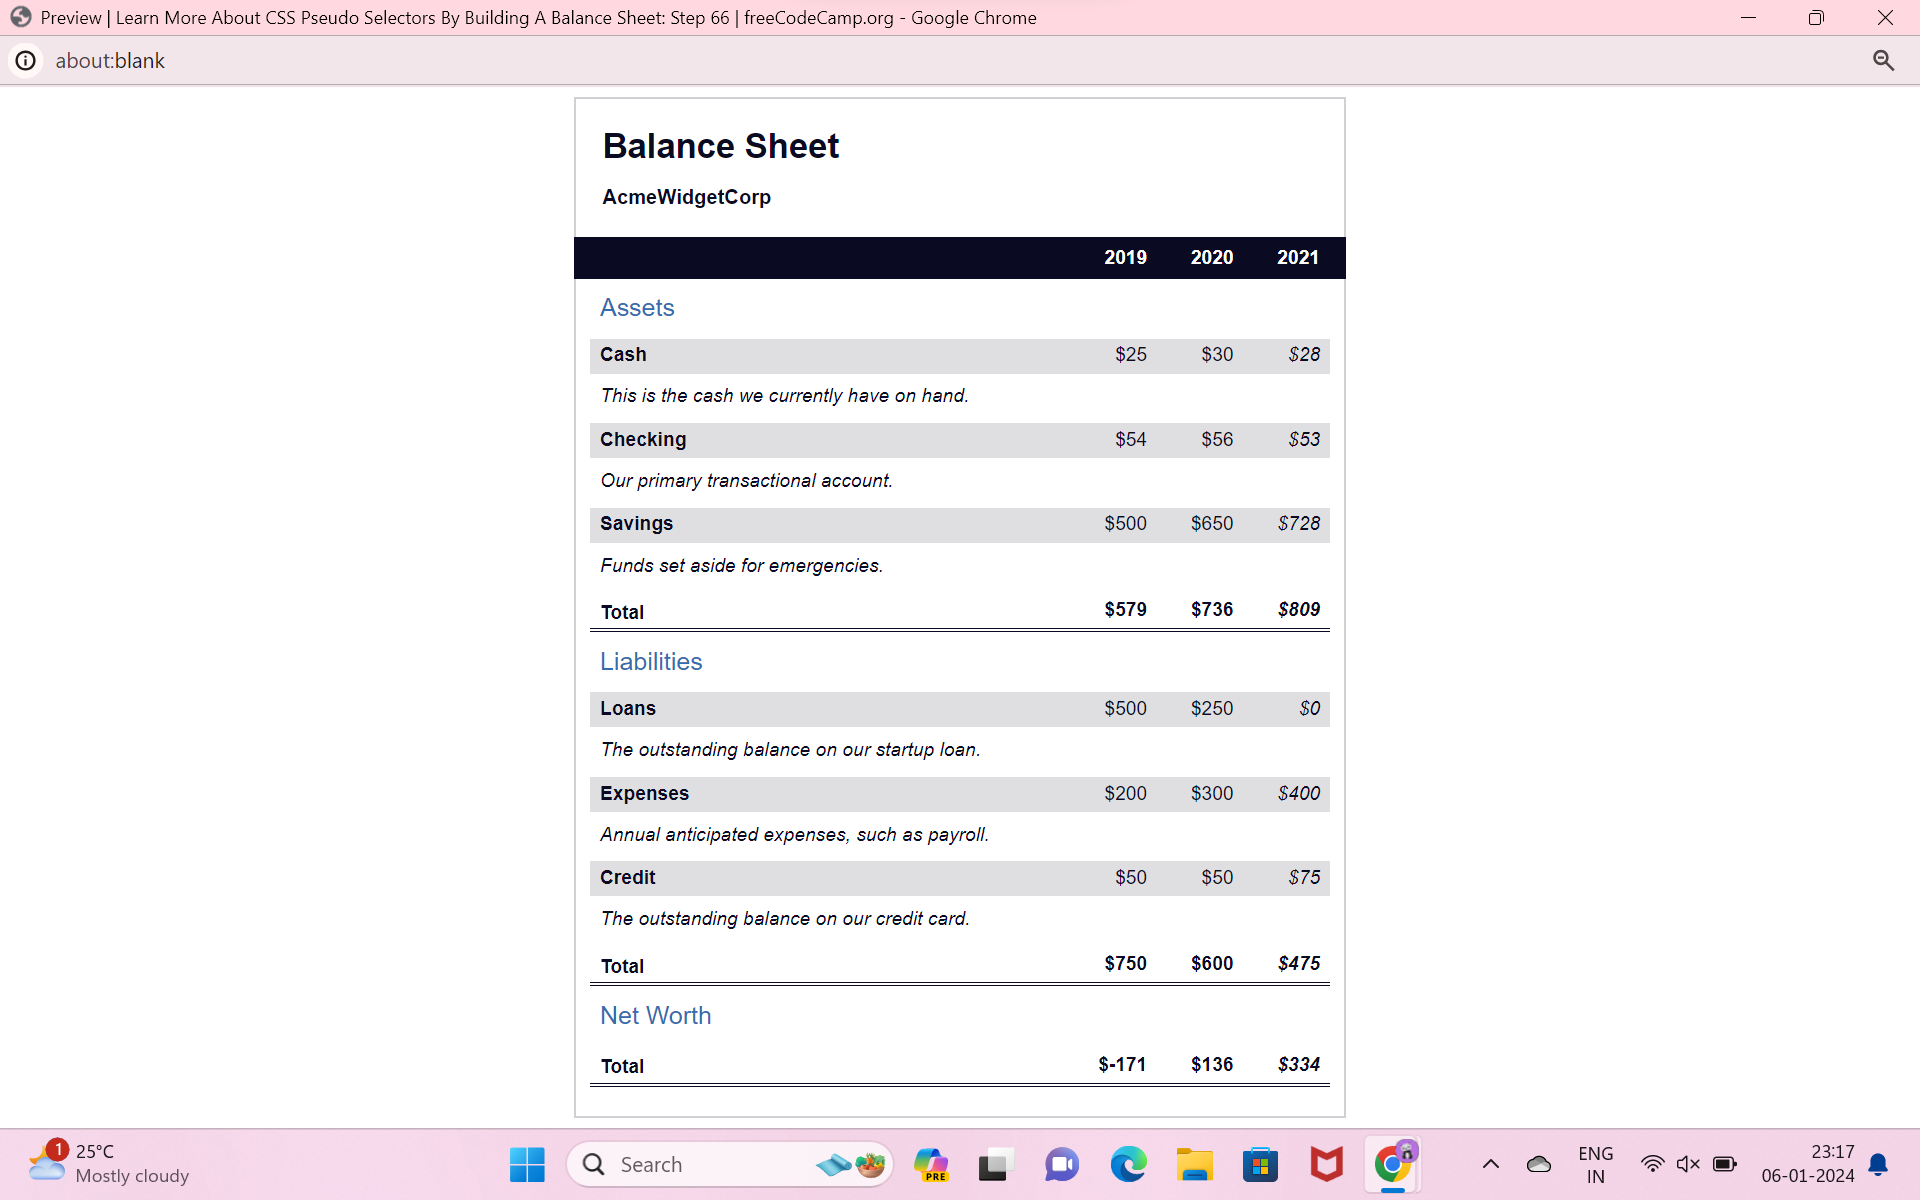 Preview | Learn More About CSS Pseudo Selectors By Building A Balance Sheet: Step 66 | freeCodeCamp.org - Google Chrome
about:blank
Balance Sheet
AcmeWidgetCorp
2019 2020 2021
Assets
Cash $25 $30 $28
This is the cash we currently have on hand.
Checking $54 $56 $53
Our primary transactional account.
Savings $500 $650 $728
Funds set aside for emergencies.
Total $579 $736 $809
Liabilities
Loans $500 $250 $0
The outstanding balance on our startup loan.
Expenses $200 $300 $400
Annual anticipated expenses, such as payroll.
Credit $50 $50 $75
The outstanding balance on our credit card.
Total $750 $600 $475
Net Worth
Total $-171 $136 $334
1
25°C
Mostly cloudy
Search
PRE
ENG
IN
23:17
06-01-2024